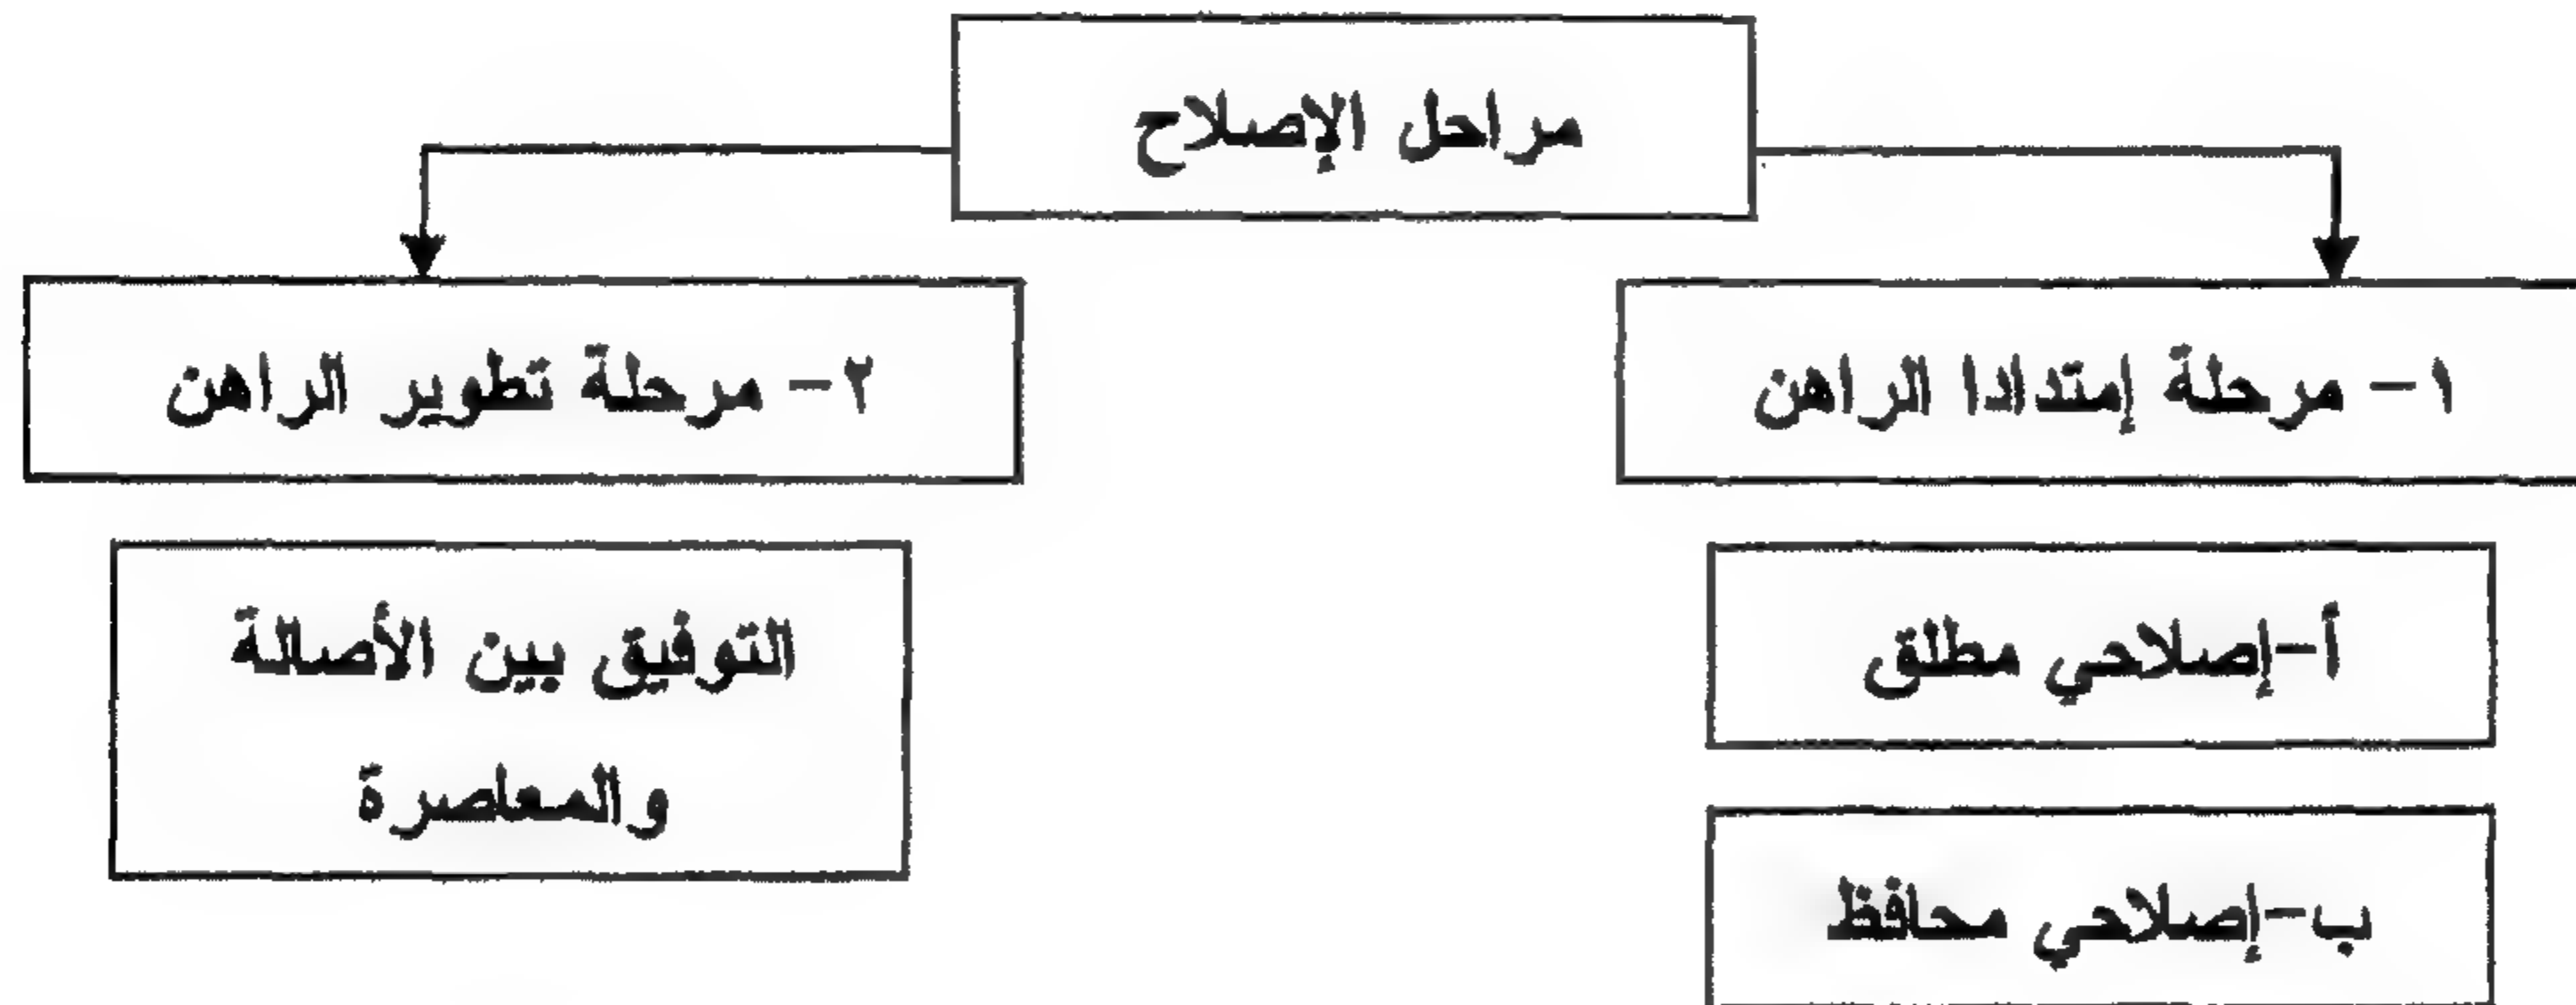 مراحل الإصلاح
١- مرحلة إمتدادا الراهن
٢- مرحلة تطوير الراهن
أ-إصلاحي مطلق
ب-إصلاحي محافظ
التوفيق بين الأصالة
والمعاصرة